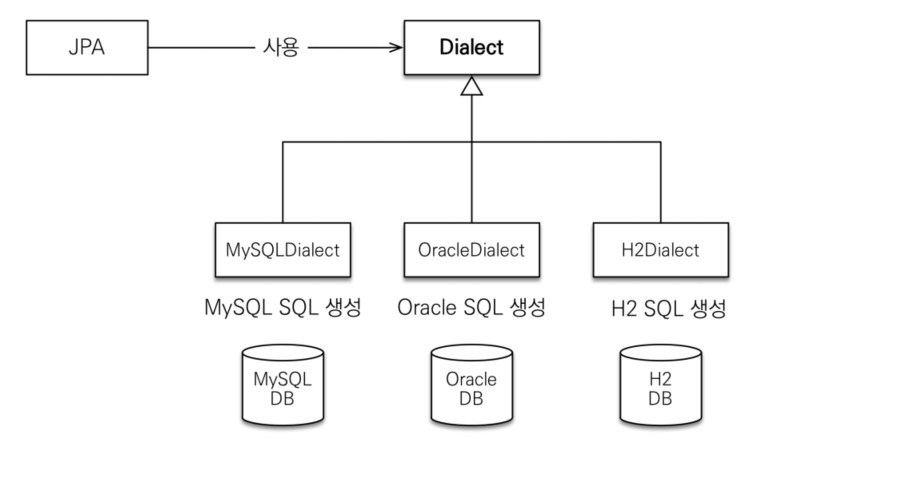 JPA
사용
Dialect
MySQLDialect
OracleDialect
H2Dialect
MySQL SQL 생성
Oracle SQL 생성
H2 SQL 생성
MySQL
DB
Oracle
DB
H2
DB